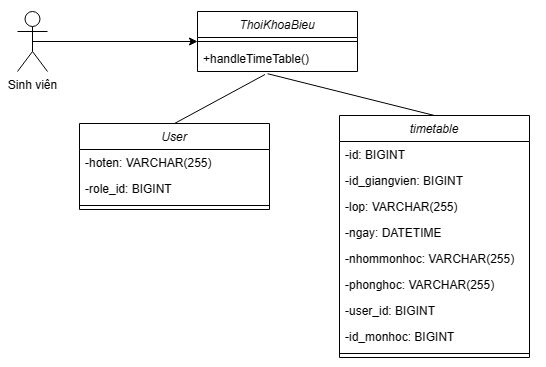 ThoiKhoaBieu
+handleTimeTable()
Sinh viên
User
-hoten: VARCHAR(255)
-role_id: BIGINT
timetable
-id: BIGINT
-id_giangvien: BIGINT
-lop: VARCHAR(255)
-ngay: DATETIME
-nhommonhoc: VARCHAR(255)
-phonghoc: VARCHAR(255)
-user_id: BIGINT
-id_monhoc: BIGINT